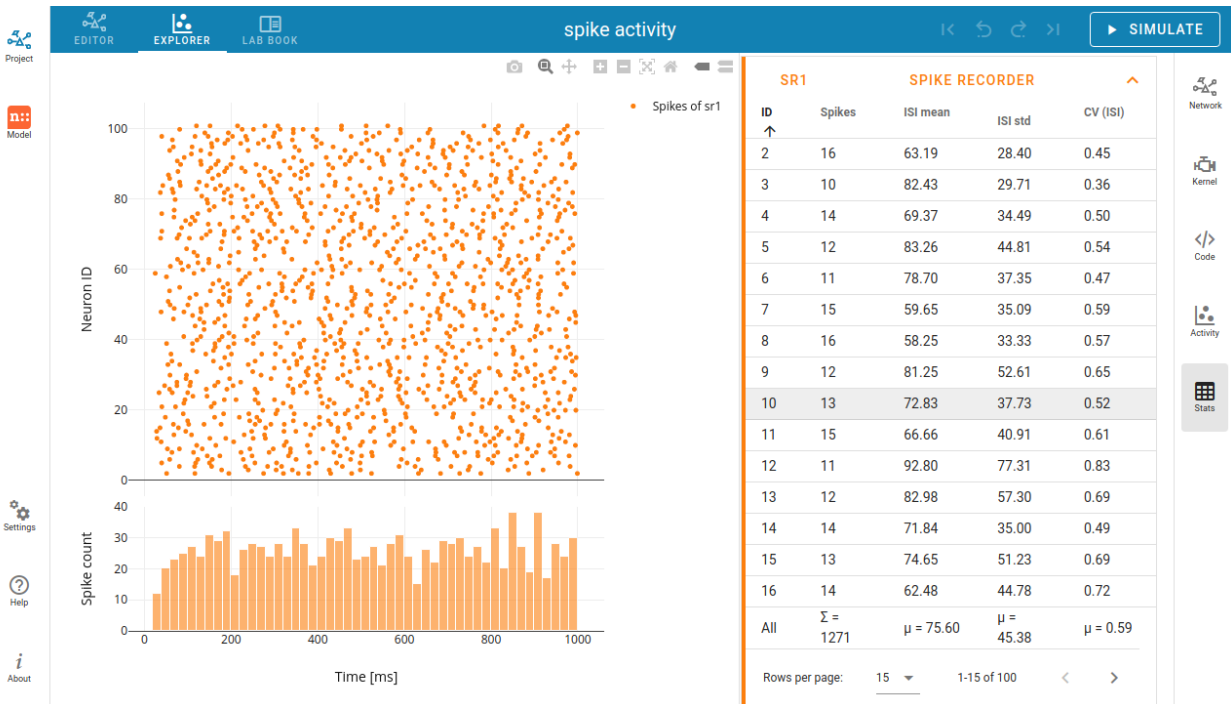 EDITOR EXPLORER LAB BOOK spike activity SIMULATE
Project
n::
Model
Settings
Help
i
About
Spikes of sr1
100
80
60
40
20
0
Neuron ID
40
30
20
10
0
Spike count
0 200 400 600 800 1000
Time [ms]
SR1 SPIKE RECORDER
ID Spikes ISI mean ISI std CV (ISI)
2 16 63.19 28.40 0.45
3 10 82.43 29.71 0.36
4 14 69.37 34.49 0.50
5 12 83.26 44.81 0.54
6 11 78.70 37.35 0.47
7 15 59.65 35.09 0.59
8 16 58.25 33.33 0.57
9 12 81.25 52.61 0.65
10 13 72.83 37.73 0.52
11 15 66.66 40.91 0.61
12 11 92.80 77.31 0.83
13 12 82.98 57.30 0.69
14 14 71.84 35.00 0.49
15 13 74.65 51.23 0.69
16 14 62.48 44.78 0.72
All Σ = 1271 μ = 75.60 μ = 45.38 μ = 0.59
Rows per page: 15 1-15 of 100
Network
Kernel
</>
Code
Activity
Stats